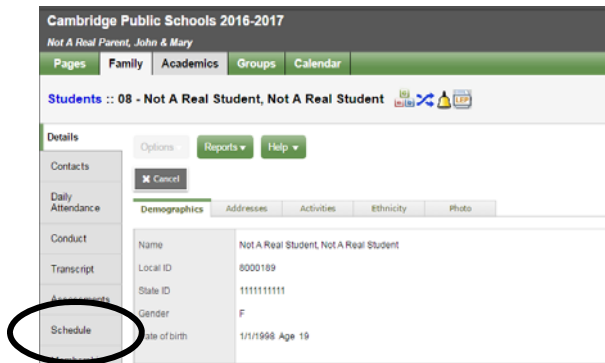 Cambridge Public Schools 2016-2017
Not A Real Parent, John & Mary
Pages Family Academics Groups Calendar
Students :: 08 - Not A Real Student, Not A Real Student
Details
Options Reports Help
Contacts
X Cancel
Daily
Attendance
Demographics Addresses Activities Ethnicity Photo
Conduct
Name Not A Real Student, Not A Real Student
Transcript
Local ID 8000189
State ID 1111111111
Assessments
Gender F
Schedule
Date of birth 1/1/1998 Age 19